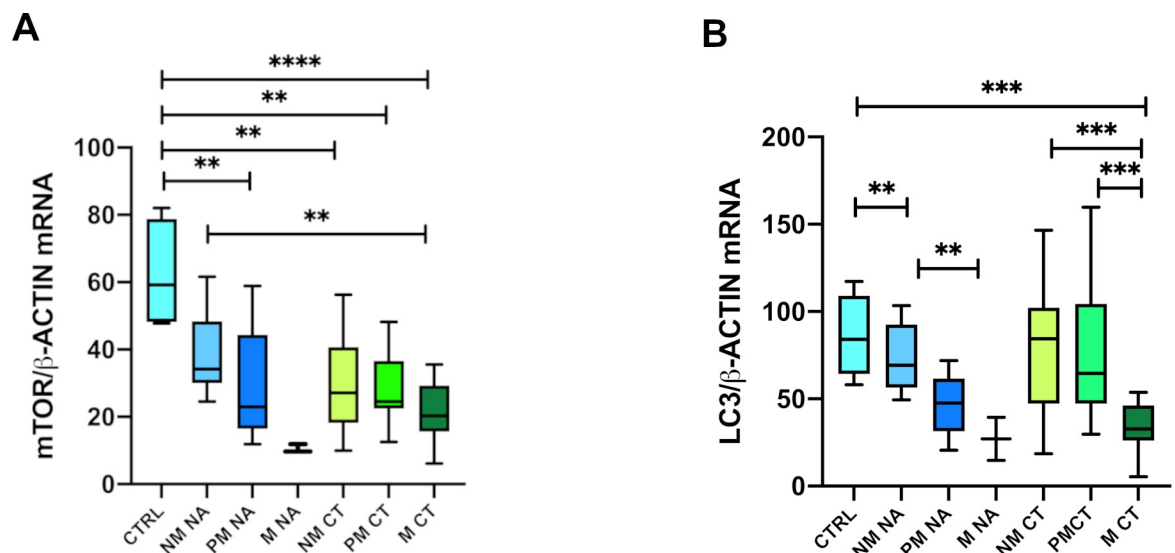 A
****
**
**
**
**
mTOR/β-ACTIN mRNA
100
80
60
40
20
0
CTRL
NM NA
PM NA
M NA
NM CT
PM CT
M CT
B
***
***
***
**
**
LC3/β-ACTIN mRNA
200
150
100
50
0
CTRL
NM NA
PM NA
M NA
NM CT
PMCT
M CT